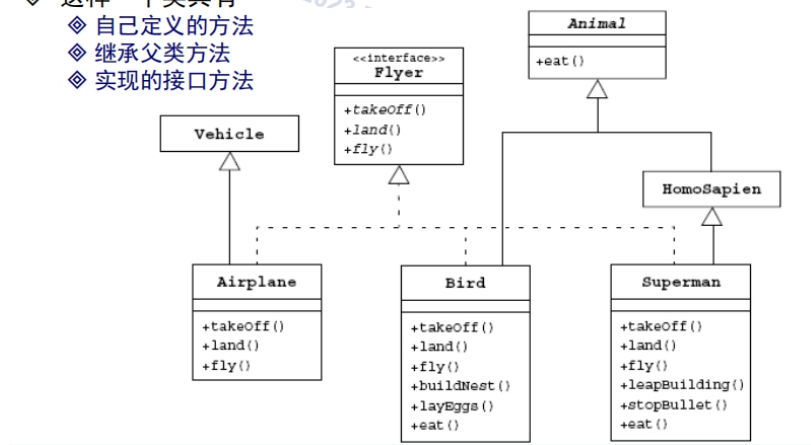 自己定义的方法
继承父类方法
实现的接口方法
Animal
+eat()
<<interface>>
Flyer
+takeOff()
+land()
+fly()
Vehicle
HomoSapien
Airplane
+takeOff()
+land()
+fly()
Bird
+takeOff()
+land()
+fly()
+buildNest()
+layEggs()
+eat()
Superman
+takeOff()
+land()
+fly()
+leapBuilding()
+stopBullet()
+eat()